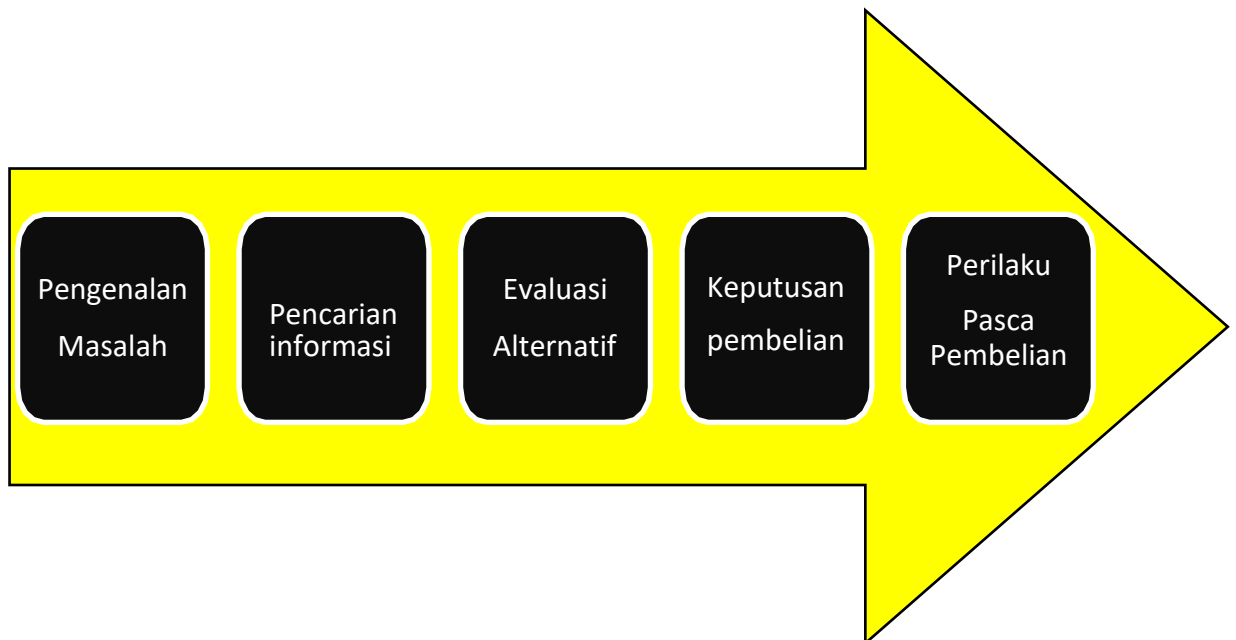 Pengenalan
Masalah
Pencarian
informasi
Evaluasi
Alternatif
Keputusan
pembelian
Perilaku
Pasca
Pembelian